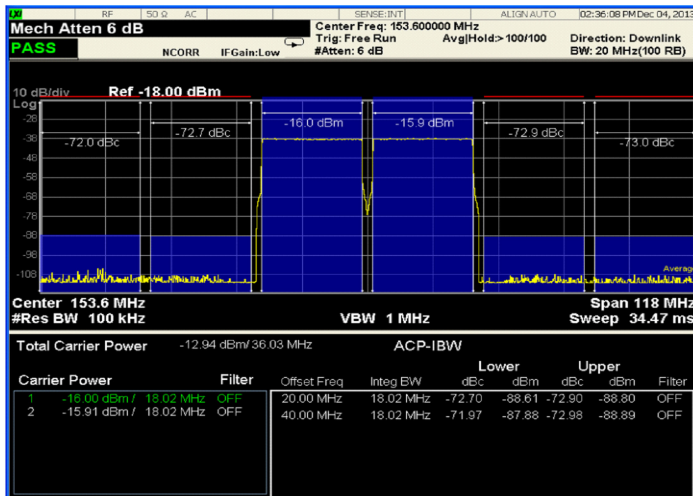 LXI RF 50 Ω AC SENSE:INT ALIGN AUTO 02:36:08 PM Dec 04, 2013
Mech Atten 6 dB
Center Freq: 153.600000 MHz
Trig: Free Run Avg|Hold:>100/100 Direction: Downlink
PASS NCORR IFGain:Low #Atten: 6 dB BW: 20 MHz(100 RB)
10 dB/div Ref -18.00 dBm
Log
-28
-38
-48
-58
-68
-78
-88
-98
-108
-72.0 dBc -72.7 dBc -16.0 dBm -15.9 dBm -72.9 dBc -73.0 dBc
Average
Center 153.6 MHz Span 118 MHz
#Res BW 100 kHz VBW 1 MHz Sweep 34.47 ms
Total Carrier Power -12.94 dBm/ 36.03 MHz ACP-IBW
Lower Upper
Carrier Power Filter Offset Freq Integ BW dBc dBm dBc dBm Filter
1 -16.00 dBm / 18.02 MHz OFF 20.00 MHz 18.02 MHz -72.70 -88.61 -72.90 -88.80 OFF
2 -15.91 dBm / 18.02 MHz OFF 40.00 MHz 18.02 MHz -71.97 -87.88 -72.98 -88.89 OFF